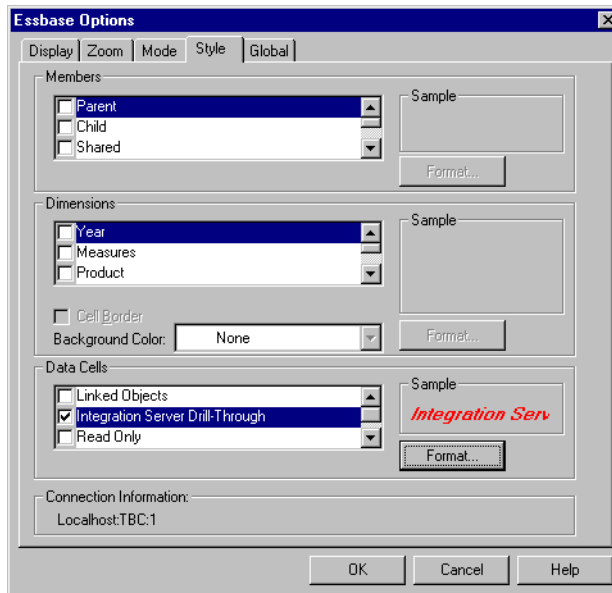 Essbase Options
Display Zoom Mode Style Global
Members
Parent
Child
Shared
Sample
Format...
Dimensions
Year
Measures
Product
Sample
Cell Border
Background Color: None
Format...
Data Cells
Linked Objects
Integration Server Drill-Through
Read Only
Sample
Integration Serv
Format...
Connection Information:
Localhost:TBC:1
OK Cancel Help